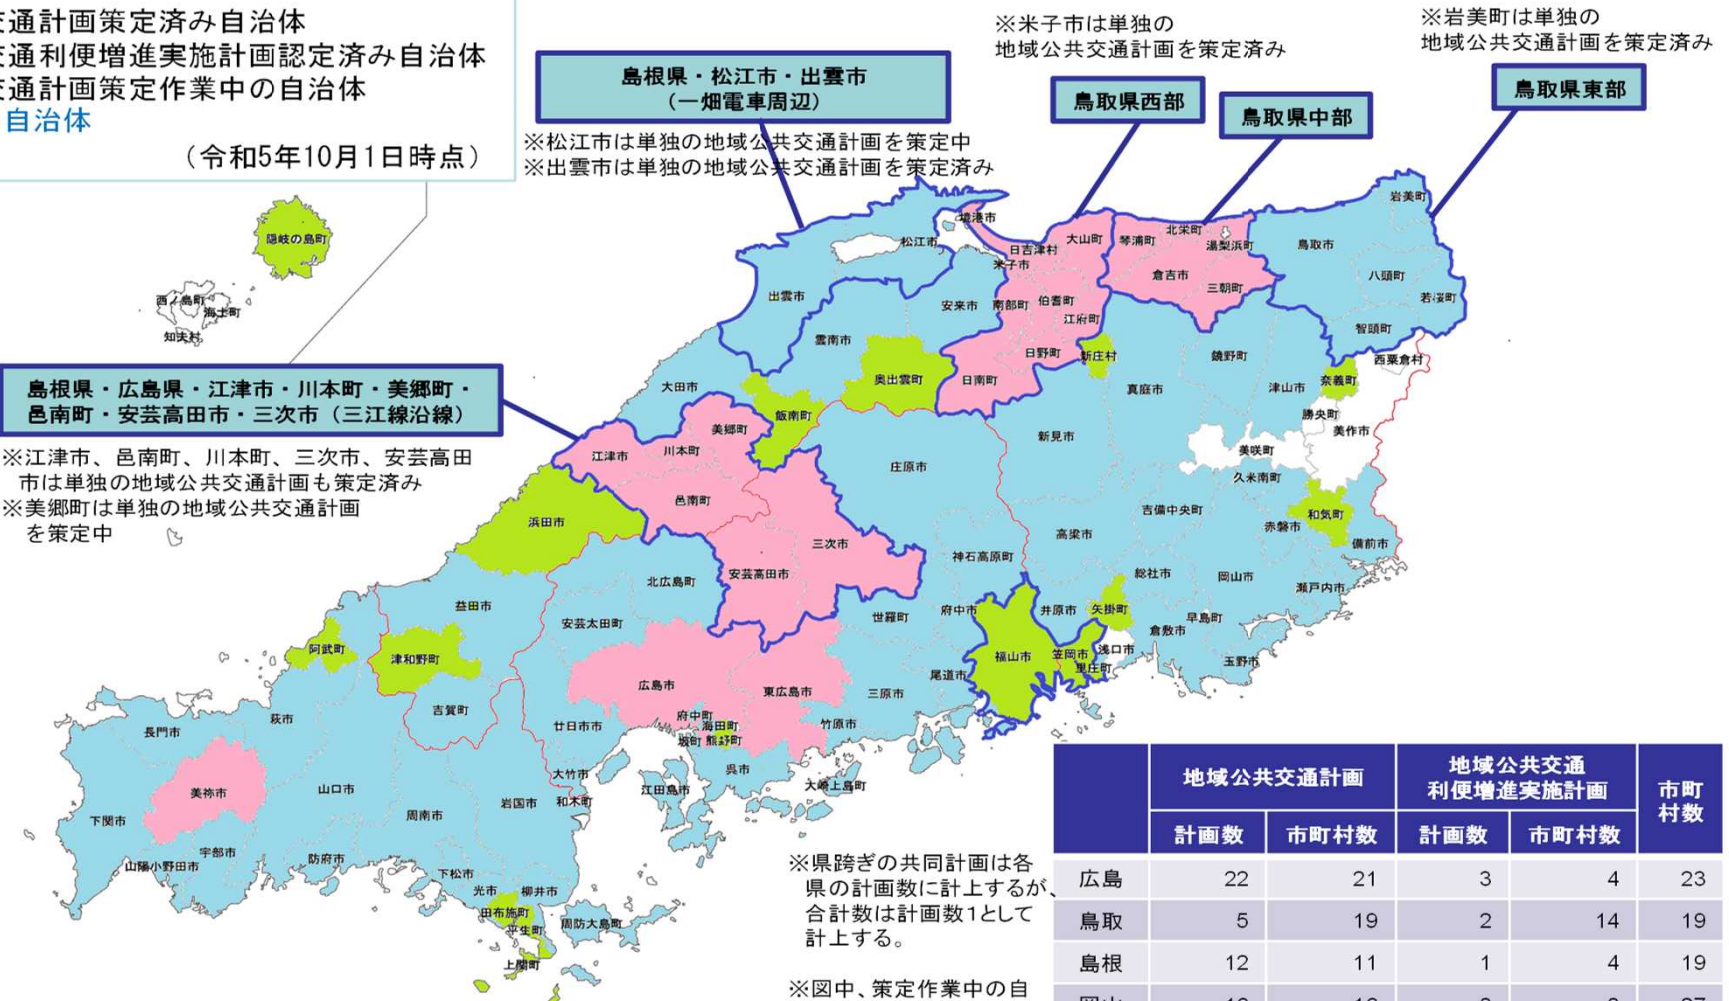 交通計画策定済み自治体
交通利便増進実施計画認定済み自治体
交通計画策定作業中の自治体
自治体
（令和5年10月1日時点）
島根県・松江市・出雲市
（一畑電車周辺）
※松江市は単独の地域公共交通計画を策定中
※出雲市は単独の地域公共交通計画を策定済み
※米子市は単独の
地域公共交通計画を策定済み
鳥取県西部
鳥取県中部
※岩美町は単独の
地域公共交通計画を策定済み
鳥取県東部
隠岐の島町
西ノ島町
海士町
知夫村
島根県・広島県・江津市・川本町・美郷町・
邑南町・安芸高田市・三次市（三江線沿線）
※江津市、邑南町、川本町、三次市、安芸高田
市は単独の地域公共交通計画も策定済み
※美郷町は単独の地域公共交通計画
を策定中
岩美町
境港市
松江市
日吉津村
大山町
琴浦町
北栄町
湯梨浜町
鳥取市
米子市
倉吉市
八頭町
出雲市
安来市
南部町
伯耆町
三朝町
若桜町
江府町
智頭町
雲南市
日野町
新庄村
鏡野町
西粟倉村
大田市
奥出雲町
日南町
真庭市
津山市
奈義町
飯南町
勝央町
美郷町
新見市
美作市
江津市
川本町
庄原市
美咲町
久米南町
邑南町
吉備中央町
和気町
浜田市
赤磐市
三次市
高梁市
備前市
神石高原町
安芸高田市
総社市
岡山市
北広島町
瀬戸内市
益田市
世羅町
府中市
井原市
矢掛町
安芸太田町
早島町
倉敷市
阿武町
津和野町
福山市
笠岡市
浅口市
里庄町
玉野市
広島市
東広島市
三原市
尾道市
吉賀町
萩市
府中町
海田町
坂町
熊野町
竹原市
廿日市市
長門市
呉市
大竹市
江田島市
大崎上島町
美祢市
山口市
岩国市
和木町
周南市
下関市
宇部市
山陽小野田市
防府市
下松市
光市
柳井市
田布施町
平生町
周防大島町
上関町
※県跨ぎの共同計画は各
県の計画数に計上するが、
合計数は計画数1として
計上する。
※図中、策定作業中の自
地域公共交通計画
地域公共交通
利便増進実施計画
市町
村数
計画数 市町村数 計画数 市町村数
広島 22 21 3 4 23
鳥取 5 19 2 14 19
島根 12 11 1 4 19